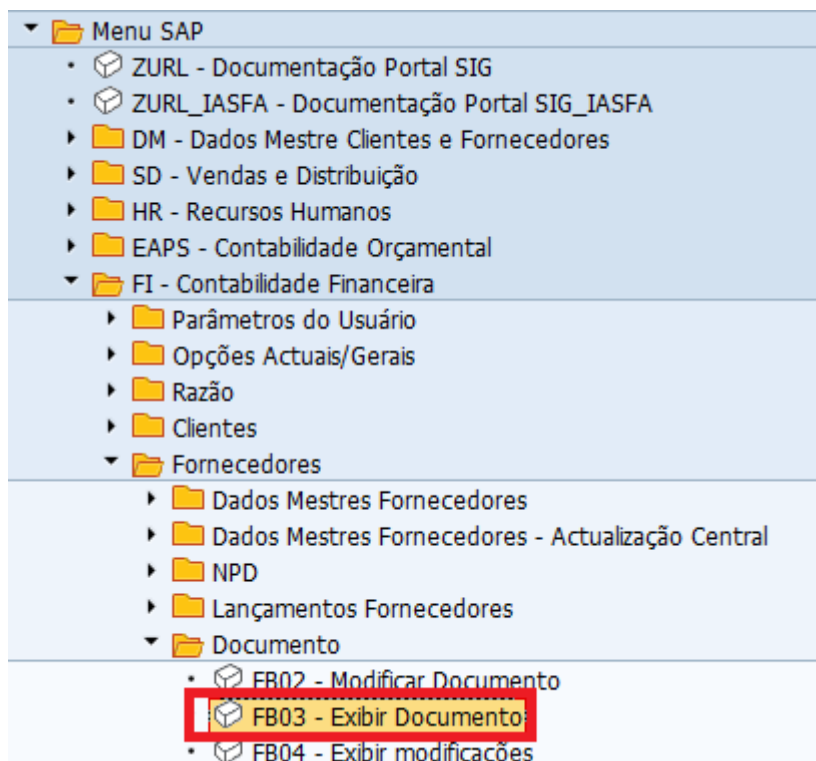 Menu SAP
ZURL - Documentação Portal SIG
ZURL_IASFA - Documentação Portal SIG_IASFA
DM - Dados Mestre Clientes e Fornecedores
SD - Vendas e Distribuição
HR - Recursos Humanos
EAPS - Contabilidade Orçamental
FI - Contabilidade Financeira
Parâmetros do Usuário
Opções Actuais/Gerais
Razão
Clientes
Fornecedores
Dados Mestres Fornecedores
Dados Mestres Fornecedores - Actualização Central
NPD
Lançamentos Fornecedores
Documento
FB02 - Modificar Documento
FB03 - Exibir Documento
FB04 - Exibir modificações